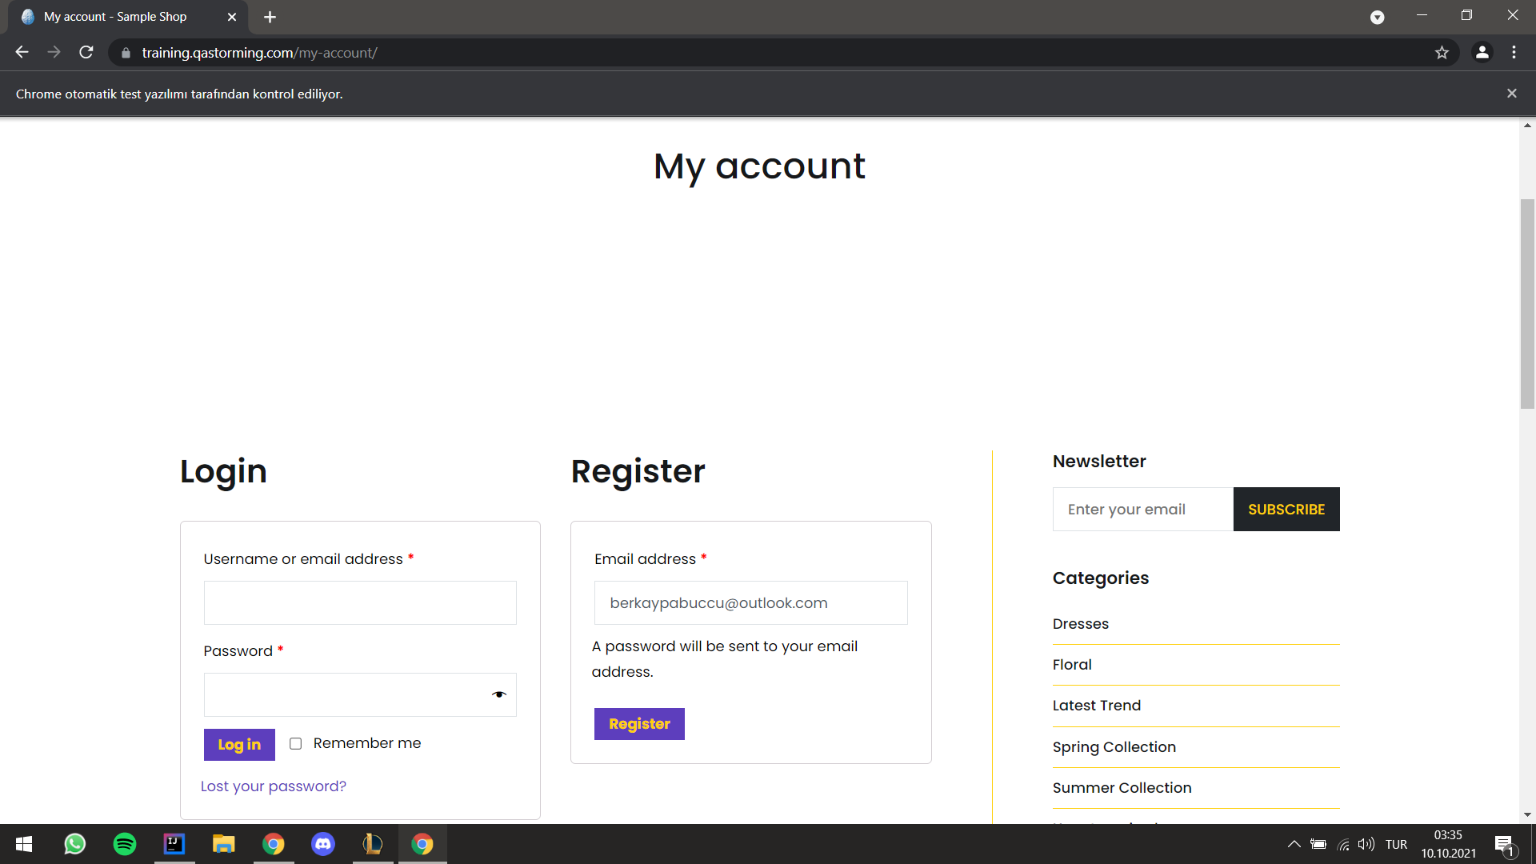 My account - Sample Shop
training.qastorming.com/my-account/
Chrome otomatik test yazılımı tarafından kontrol ediliyor.
My account
Login
Username or email address *
Password *
Log in
Remember me
Lost your password?
Register
Email address *
berkaypabuccu@outlook.com
A password will be sent to your email
address.
Register
Newsletter
Enter your email
SUBSCRIBE
Categories
Dresses
Floral
Latest Trend
Spring Collection
Summer Collection
IJ
TUR
03:35
10.10.2021
1